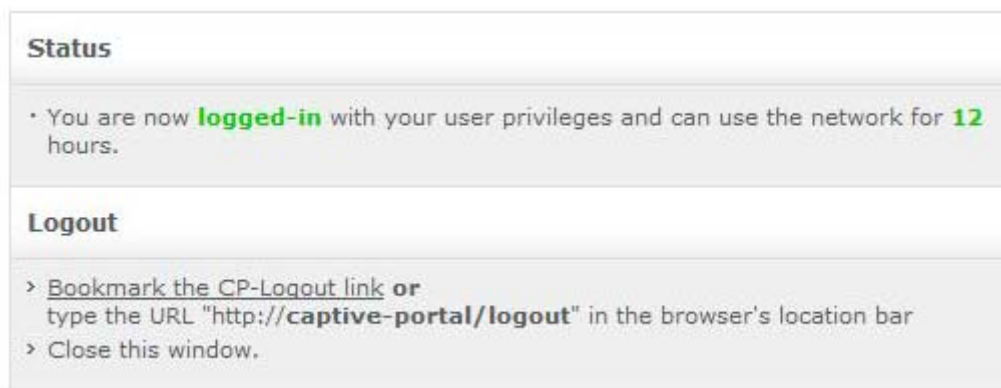 Status
· You are now logged-in with your user privileges and can use the network for 12
hours.
Logout
> Bookmark the CP-Logout link or
type the URL "http://captive-portal/logout" in the browser's location bar
> Close this window.